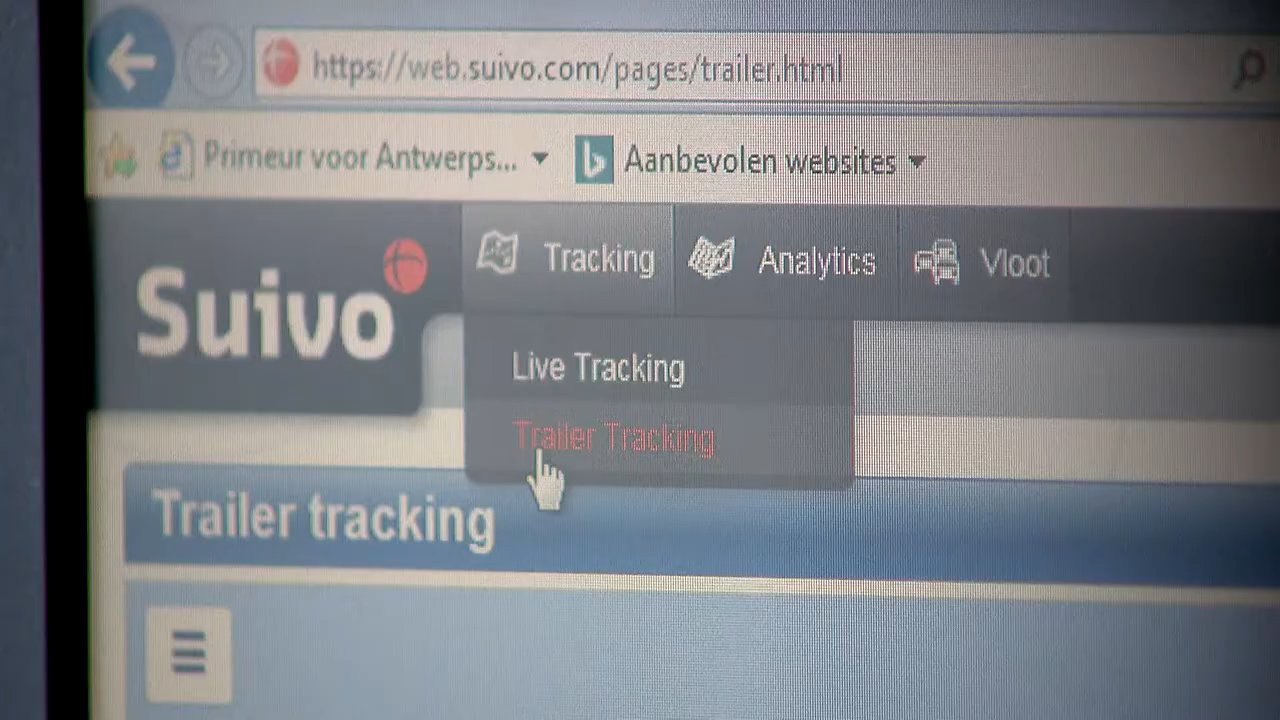 https://web.suivo.com/pages/trailer.html
Primeur voor Antwerps...
Aanbevolen websites
Suivo
Tracking
Analytics
Vloot
Live Tracking
Trailer Tracking
Trailer tracking